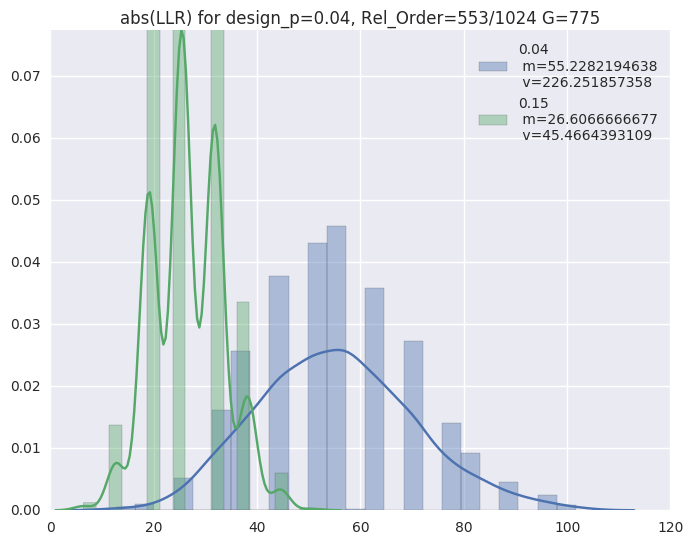 abs(LLR) for design_p=0.04, Rel_Order=553/1024 G=775
0.04
m=55.2282194638
v=226.251857358
0.15
m=26.6066666677
v=45.4664393109
0.07
0.06
0.05
0.04
0.03
0.02
0.01
0.00
0 20 40 60 80 100 120